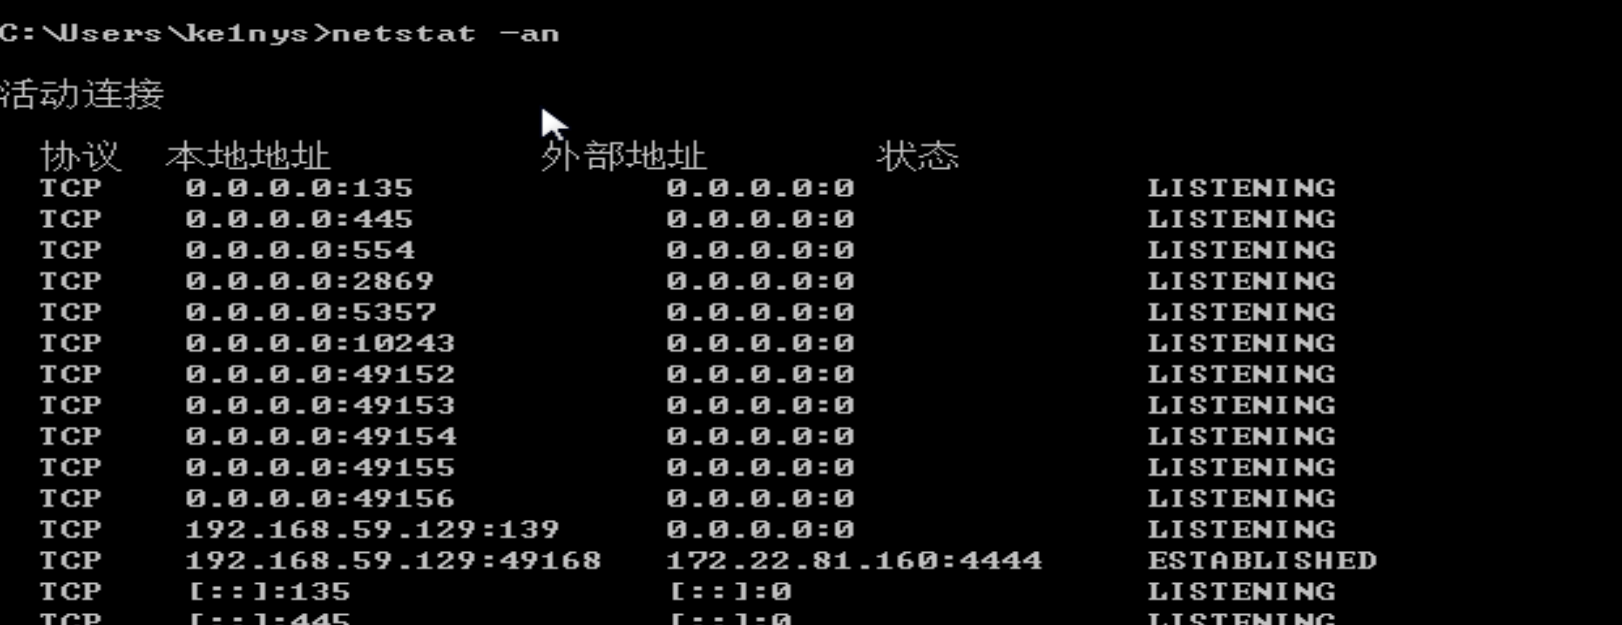 C:\Users\ke1nys>netstat -an
活动连接
协议 本地地址 外部地址 状态
TCP 0.0.0.0:135 0.0.0.0:0 LISTENING
TCP 0.0.0.0:445 0.0.0.0:0 LISTENING
TCP 0.0.0.0:554 0.0.0.0:0 LISTENING
TCP 0.0.0.0:2869 0.0.0.0:0 LISTENING
TCP 0.0.0.0:5357 0.0.0.0:0 LISTENING
TCP 0.0.0.0:10243 0.0.0.0:0 LISTENING
TCP 0.0.0.0:49152 0.0.0.0:0 LISTENING
TCP 0.0.0.0:49153 0.0.0.0:0 LISTENING
TCP 0.0.0.0:49154 0.0.0.0:0 LISTENING
TCP 0.0.0.0:49155 0.0.0.0:0 LISTENING
TCP 0.0.0.0:49156 0.0.0.0:0 LISTENING
TCP 192.168.59.129:139 0.0.0.0:0 LISTENING
TCP 192.168.59.129:49168 172.22.81.160:4444 ESTABLISHED
TCP [::]:135 [::]:0 LISTENING
TCP [::]:445 [::]:0 LISTENING